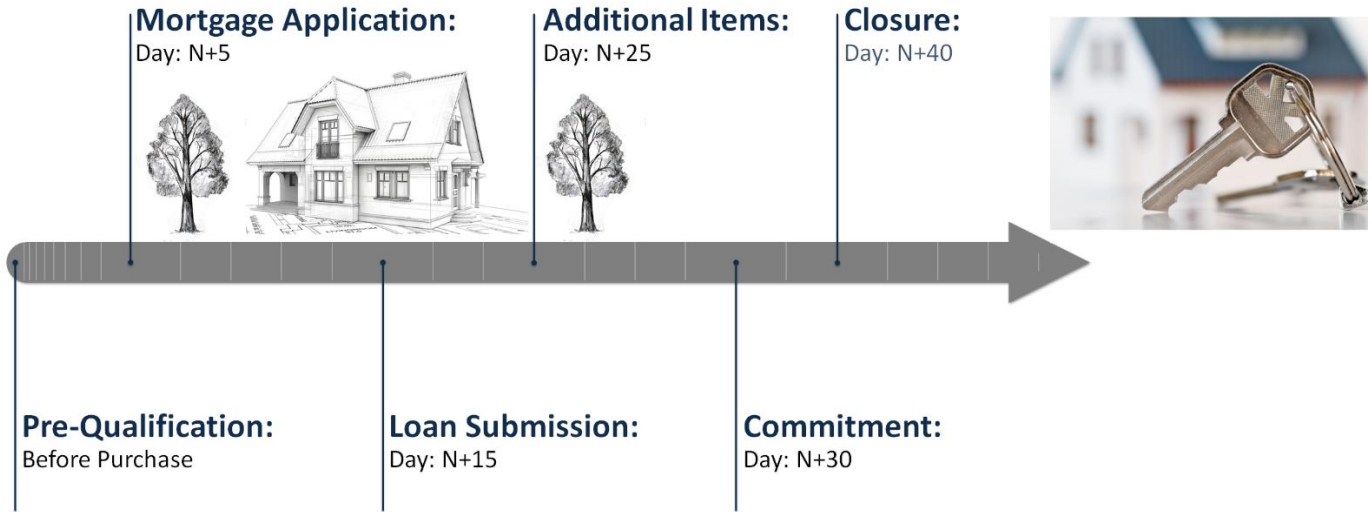 Mortgage Application:
Day: N+5
Additional Items:
Day: N+25
Closure:
Day: N+40
Pre-Qualification:
Before Purchase
Loan Submission:
Day: N+15
Commitment:
Day: N+30